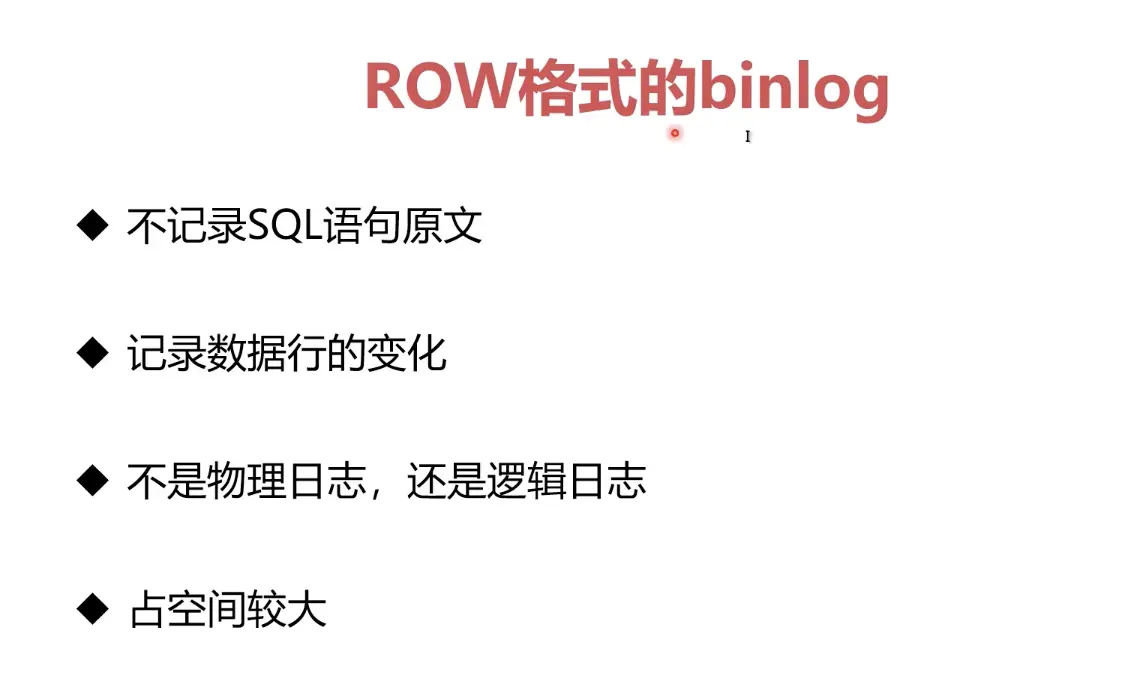 ROW格式的binlog
◆ 不记录SQL语句原文
◆ 记录数据行的变化
◆ 不是物理日志，还是逻辑日志
◆ 占空间较大